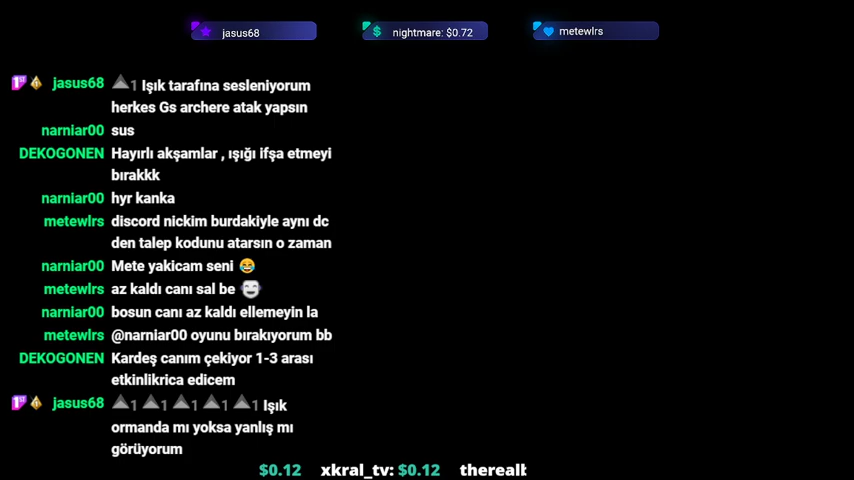 jasus68
nightmare: $0.72
metewlrs
jasus68 1 Işık tarafına sesleniyorum
herkes Gs archere atak yapsın
narniar00 sus
DEKOGONEN Hayırlı akşamlar , ışığı ifşa etmeyi
bırakkk
narniar00 hyr kanka
metewlrs discord nickim burdakiyle aynı dc
den talep kodunu atarsın o zaman
narniar00 Mete yakicam seni 😂
metewlrs az kaldı canı sal be
narniar00 bosun canı az kaldı ellemeyin la
metewlrs @narniar00 oyunu bırakıyorum bb
DEKOGONEN Kardeş canım çekiyor 1-3 arası
etkinlikrica edicem
jasus68 1 1 1 1 1 Işık
ormanda mı yoksa yanlış mı
görüyorum
$0.12 xkral_tv: $0.12 therealb